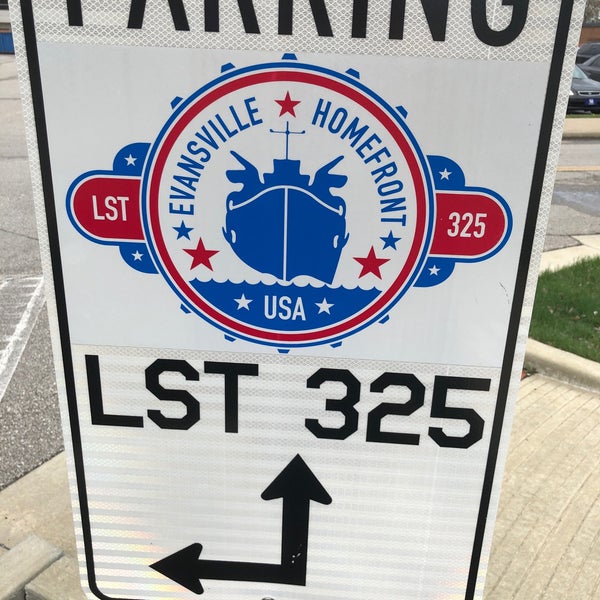 PARKING
EVANSVILLE HOMEFRONT
LST 325
USA
LST 325